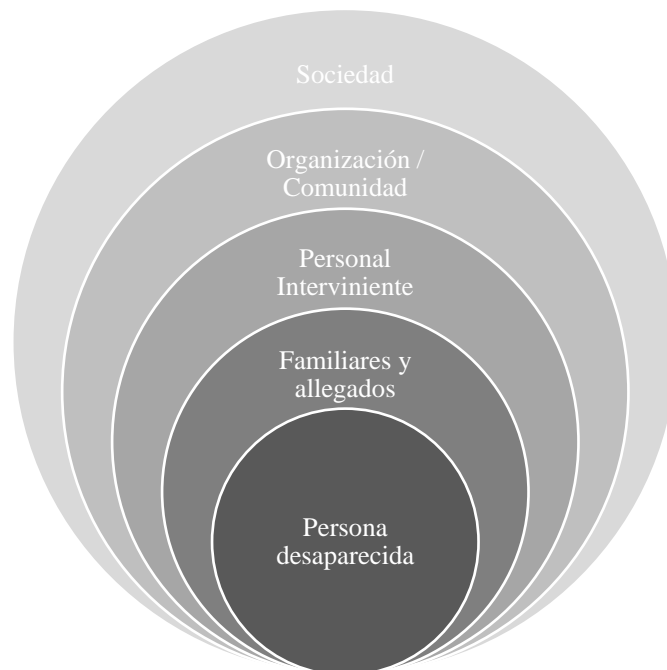 Sociedad
Organización /
Comunidad
Personal
Interviniente
Familiares y
allegados
Persona
desaparecida